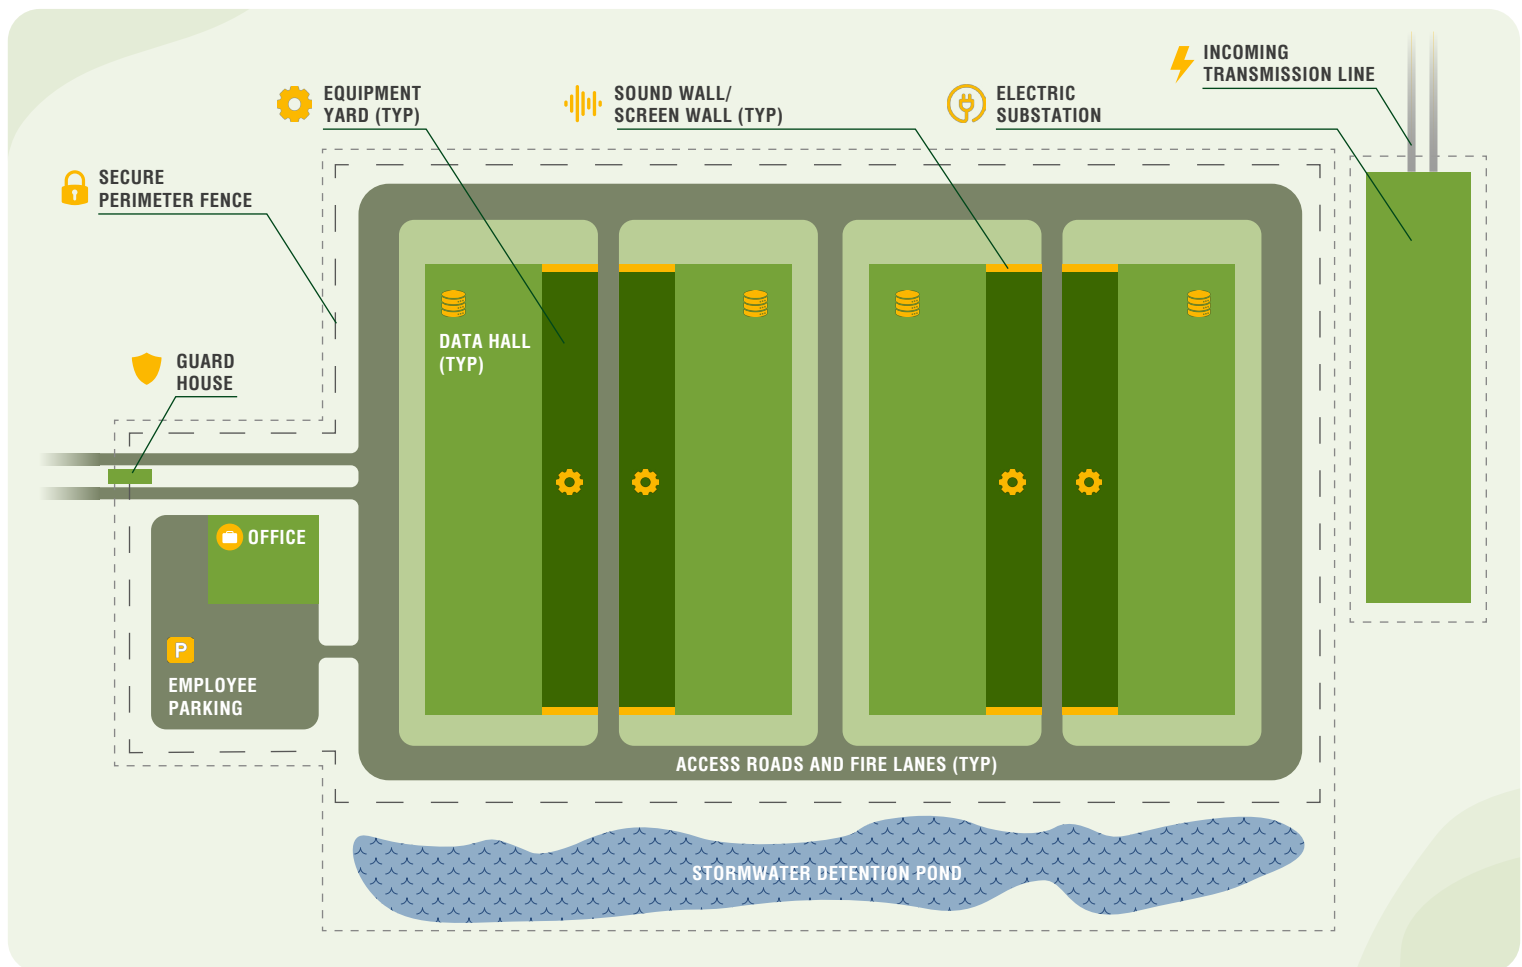 INCOMING
TRANSMISSION LINE
EQUIPMENT
YARD (TYP)
SOUND WALL/
SCREEN WALL (TYP)
ELECTRIC
SUBSTATION
SECURE
PERIMETER FENCE
DATA HALL
(TYP)
GUARD
HOUSE
OFFICE
P
EMPLOYEE
PARKING
ACCESS ROADS AND FIRE LANES (TYP)
STORMWATER DETENTION POND